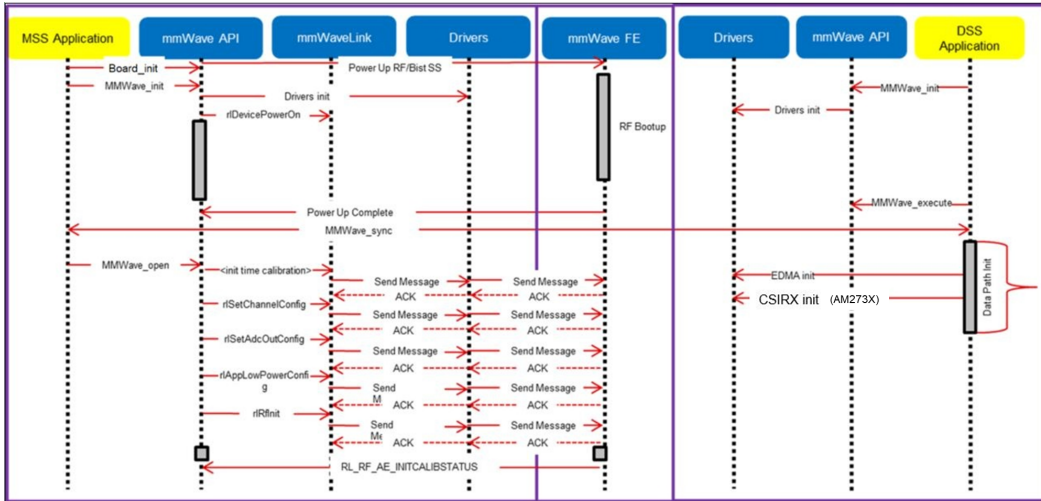 MSS Application
mmWave API
mmWaveLink
Drivers
mmWave FE
Drivers
mmWave API
DSS
Application
Board_init
Power Up RF/Bist SS
MMWave_init
MMWave_init
Drivers init
Drivers init
rlDevicePowerOn
RF Bootup
MMWave_execute
Power Up Complete
MMWave_sync
MMWave_open
<init time calibration>
Send Message
Send Message
EDMA init
Data Path Init
ACK
ACK
CSIRX init (AM273X)
rlSetChannelConfig
Send Message
Send Message
ACK
ACK
rlSetAdcOutConfig
Send Message
Send Message
ACK
ACK
rlAppLowPowerConfi
g
Send
Send Message
ACK
ACK
rlRfInit
Send
Send Message
ACK
ACK
RL_RF_AE_INITCALIBSTATUS